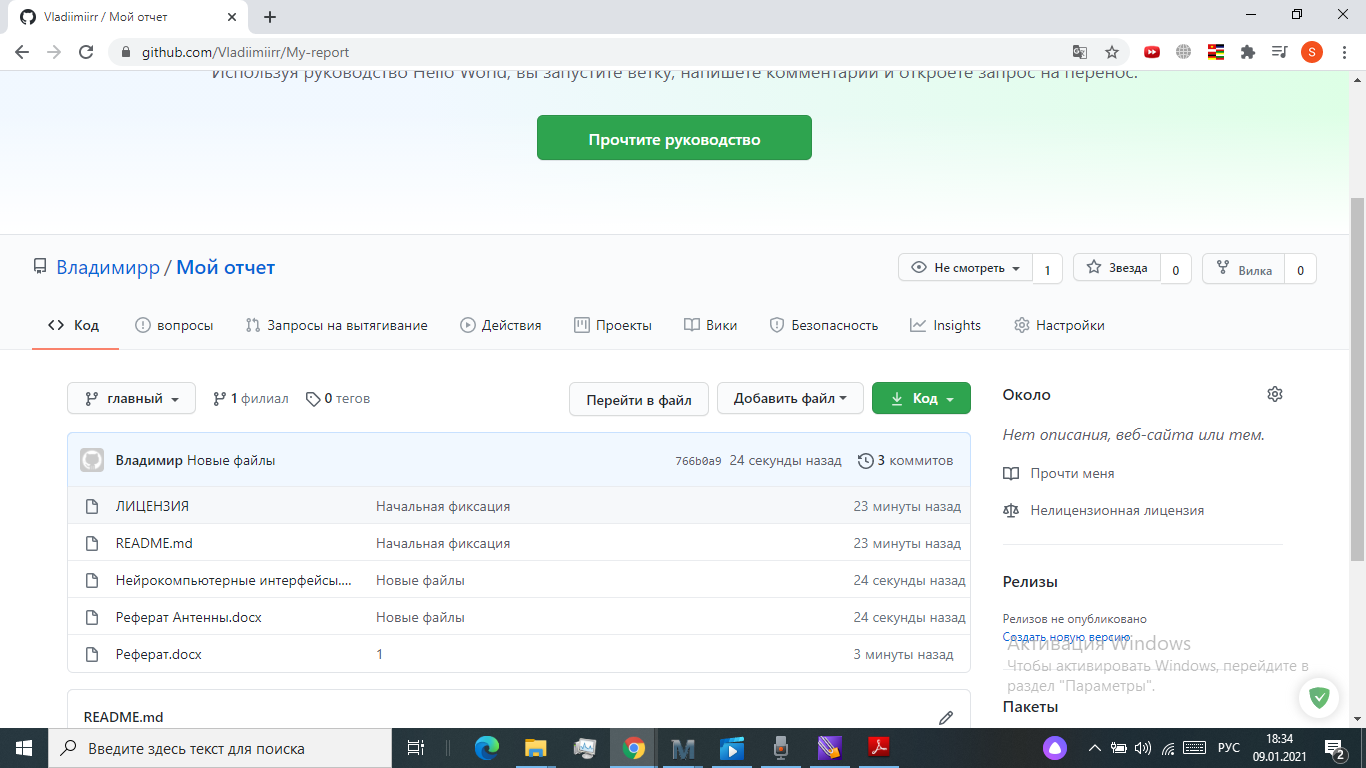 Vladiimiirr / Мой отчет
github.com/Vladiimiirr/My-report
S
Используя руководство Hello World, вы запустите ветку, напишете комментарии и откроете запрос на перенос.
Прочтите руководство
Владимирр / Мой отчет
Не смотреть 1
Звезда 0
Вилка 0
Код
вопросы
Запросы на вытягивание
Действия
Проекты
Вики
Безопасность
Insights
Настройки
главный
1 филиал
0 тегов
Перейти в файл
Добавить файл
Код
Владимир Новые файлы 766b0a9 24 секунды назад 3 коммитов
ЛИЦЕНЗИЯ Начальная фиксация 23 минуты назад
README.md Начальная фиксация 23 минуты назад
Нейрокомпьютерные интерфейсы.... Новые файлы 24 секунды назад
Реферат Антенны.docx Новые файлы 24 секунды назад
Реферат.docx 1 3 минуты назад
README.md
Около
Нет описания, веб-сайта или тем.
Прочти меня
Нелицензионная лицензия
Релизы
Релизов не опубликовано
Создать новую версию
Активация Windows
Чтобы активировать Windows, перейдите в
раздел "Параметры".
Пакеты
Введите здесь текст для поиска
РУС
18:34
09.01.2021
2